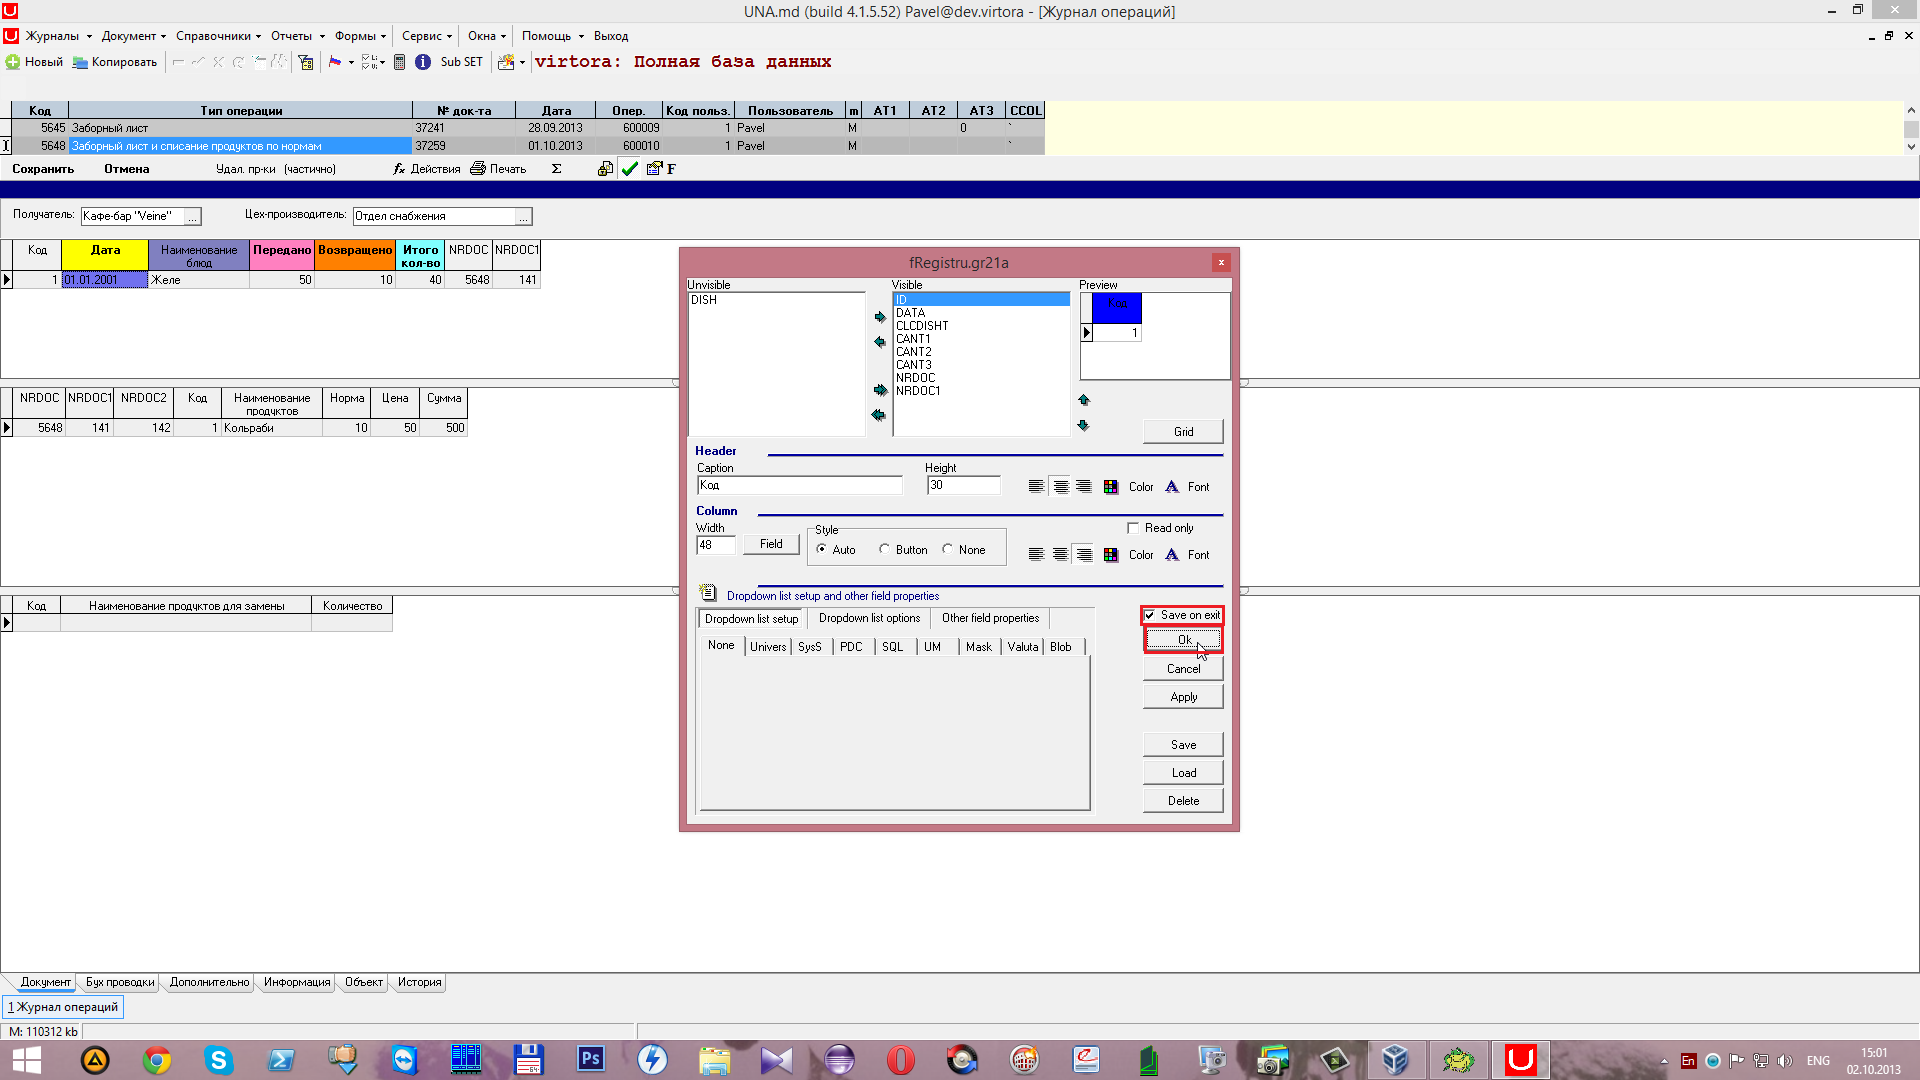 UNA.md (build 4.1.5.52) Pavel@dev.virtora - [Журнал операций]
Журналы Документ Справочники Отчеты Формы Сервис Окна Помощь Выход
Новый Копировать Sub SET virtora: Полная база данных
Код Тип операции № док-та Дата Опер. Код польз. Пользователь m AT1 AT2 AT3 CCOL
5645 Заборный лист 37241 28.09.2013 600009 1 Pavel M 0 `
5648 Заборный лист и списание продуктов по нормам 37259 01.10.2013 600010 1 Pavel M `
Сохранить Отмена Удал. пр-ки (частично) fx Действия Печать Σ F
Получатель: Кафе-бар "Veine" ... Цех-производитель: Отдел снабжения ...
Код Дата Наименование блюд Передано Возвращено Итого кол-во NRDOC NRDOC1
1 01.01.2001 Желе 50 10 40 5648 141
NRDOC NRDOC1 NRDOC2 Код Наименование продуктов Норма Цена Сумма
5648 141 142 1 Кольраби 10 50 500
Код Наименование продуктов для замены Количество
fRegistru.gr21a
x
Unvisible Visible Preview
DISH
ID
DATA
CLCDISHT
CANT1
CANT2
CANT3
NRDOC
NRDOC1
Код
1
Grid
Header
Caption Height
Код 30 Color Font
Column
Width Style Read only
48 Field Auto Button None Color Font
Dropdown list setup and other field properties
Dropdown list setup Dropdown list options Other field properties
None Univers SysS PDC SQL UM Mask Valuta Blob
Save on exit
Ok
Cancel
Apply
Save
Load
Delete
Документ Бух проводки Дополнительно Информация Объект История
1 Журнал операций
M: 110312 kb
Ps
En ENG 15:01
02.10.2013